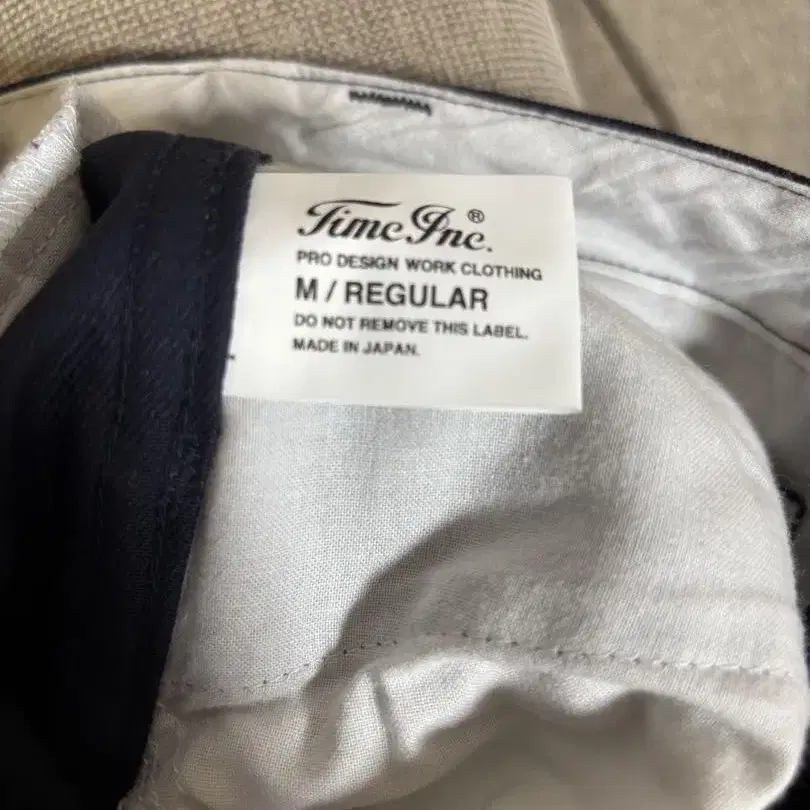 Time Inc.®
PRO DESIGN WORK CLOTHING
M / REGULAR
DO NOT REMOVE THIS LABEL.
MADE IN JAPAN.